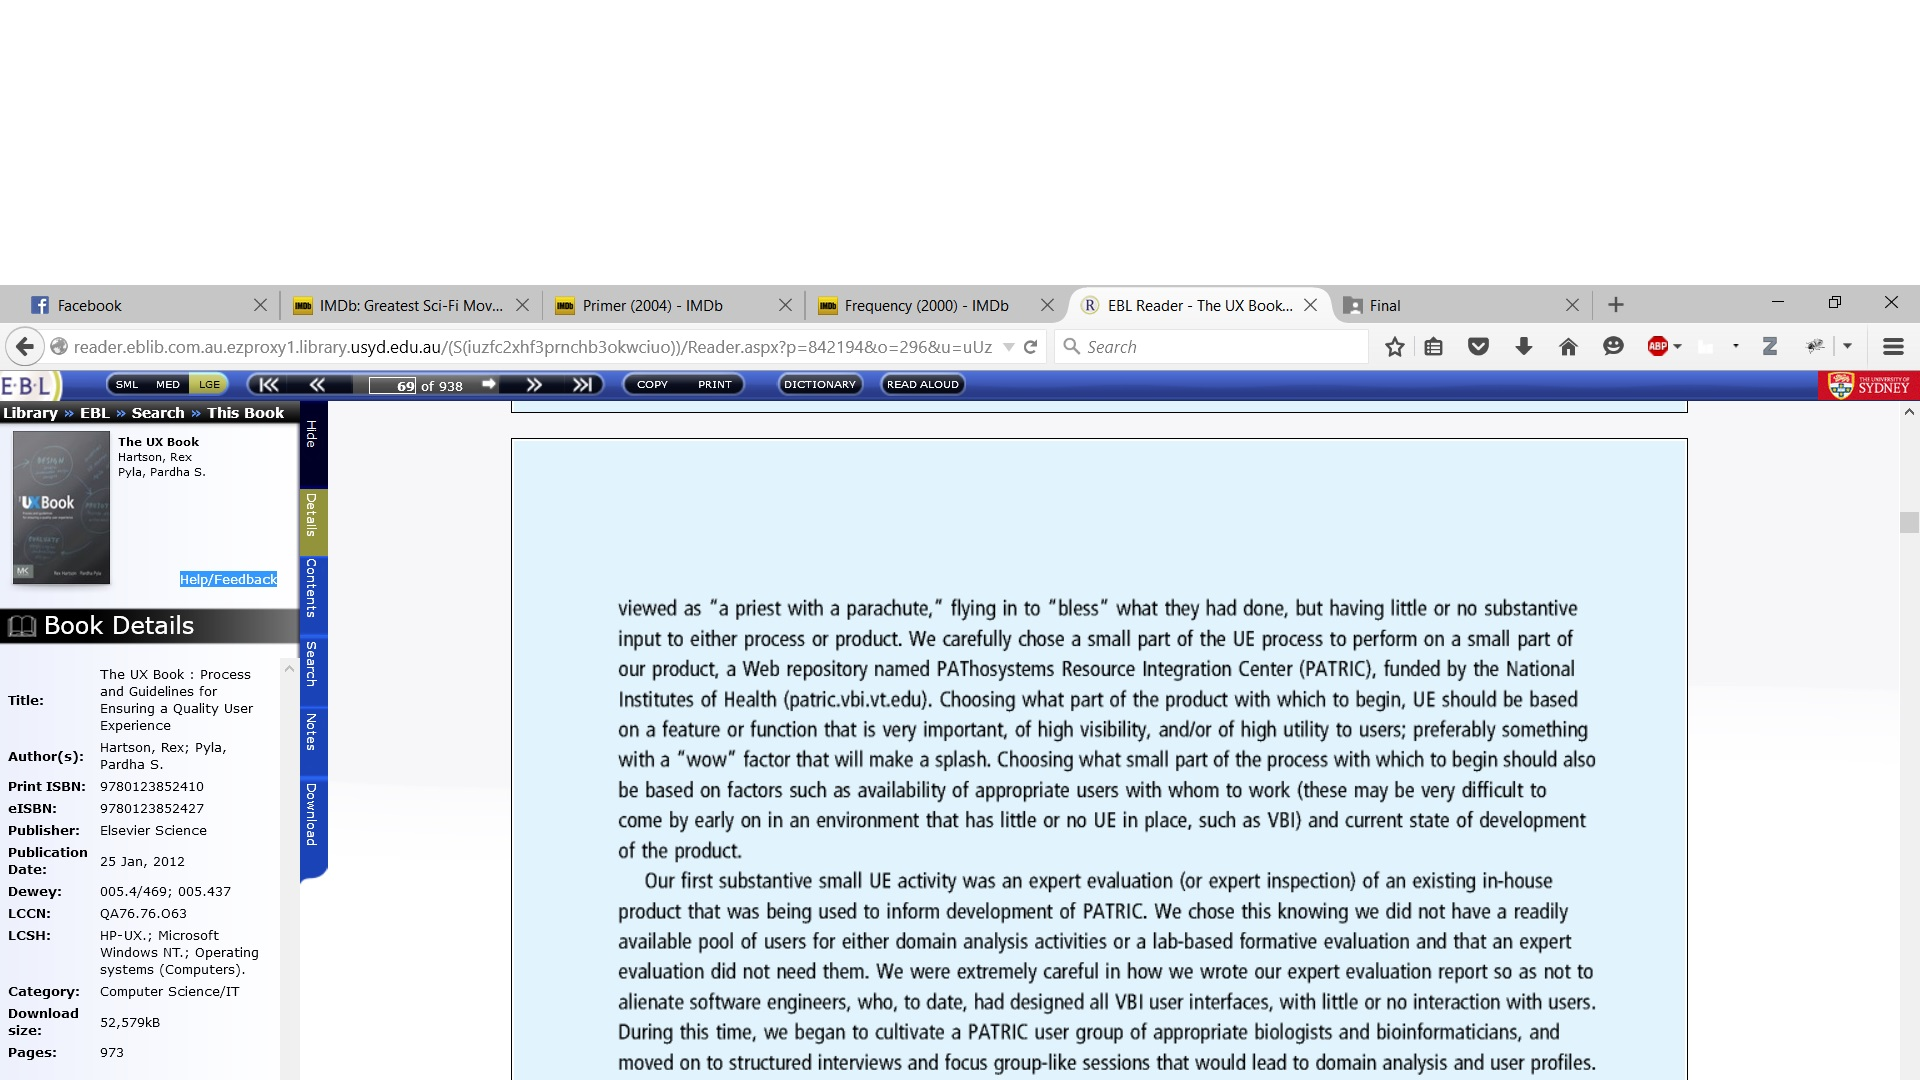 Facebook
IMDb: Greatest Sci-Fi Mov...
Primer (2004) - IMDb
Frequency (2000) - IMDb
EBL Reader - The UX Book...
Final
reader.eblib.com.au.ezproxy1.library.usyd.edu.au/(S(iuzfc2xhf3prnchb3okwciuo))/Reader.aspx?p=842194&o=296&u=uUz
Search
ABP
Z
E·B·L
SML MED LGE
69 of 938
COPY PRINT
DICTIONARY
READ ALOUD
THE UNIVERSITY OF
SYDNEY
Library » EBL » Search » This Book
The UX Book
Hartson, Rex
Pyla, Pardha S.
UX Book
MK
Rex Hartson Pardha Pyla
Help/Feedback
Book Details
Title: The UX Book : Process
and Guidelines for
Ensuring a Quality User
Experience
Author(s): Hartson, Rex; Pyla,
Pardha S.
Print ISBN: 9780123852410
eISBN: 9780123852427
Publisher: Elsevier Science
Publication
Date: 25 Jan, 2012
Dewey: 005.4/469; 005.437
LCCN: QA76.76.O63
LCSH: HP-UX.; Microsoft
Windows NT.; Operating
systems (Computers).
Category: Computer Science/IT
Download
size: 52,579kB
Pages: 973
Hide
Details
Contents
Search
Notes
Download
viewed as “a priest with a parachute,” flying in to “bless” what they had done, but having little or no substantive
input to either process or product. We carefully chose a small part of the UE process to perform on a small part of
our product, a Web repository named PAThosystems Resource Integration Center (PATRIC), funded by the National
Institutes of Health (patric.vbi.vt.edu). Choosing what part of the product with which to begin, UE should be based
on a feature or function that is very important, of high visibility, and/or of high utility to users; preferably something
with a “wow” factor that will make a splash. Choosing what small part of the process with which to begin should also
be based on factors such as availability of appropriate users with whom to work (these may be very difficult to
come by early on in an environment that has little or no UE in place, such as VBI) and current state of development
of the product.
Our first substantive small UE activity was an expert evaluation (or expert inspection) of an existing in-house
product that was being used to inform development of PATRIC. We chose this knowing we did not have a readily
available pool of users for either domain analysis activities or a lab-based formative evaluation and that an expert
evaluation did not need them. We were extremely careful in how we wrote our expert evaluation report so as not to
alienate software engineers, who, to date, had designed all VBI user interfaces, with little or no interaction with users.
During this time, we began to cultivate a PATRIC user group of appropriate biologists and bioinformaticians, and
moved on to structured interviews and focus group-like sessions that would lead to domain analysis and user profiles.